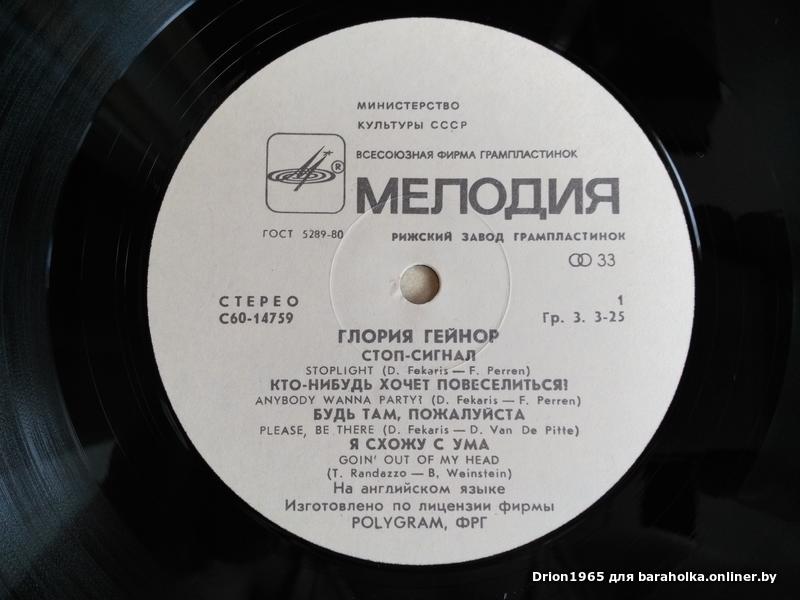 МИНИСТЕРСТВО
КУЛЬТУРЫ СССР
ВСЕСОЮЗНАЯ ФИРМА ГРАМПЛАСТИНОК
®
МЕЛОДИЯ
ГОСТ 5289-80
РИЖСКИЙ ЗАВОД ГРАМПЛАСТИНОК
33
СТЕРЕО
1
С60-14759
Гр. 3. 3-25
ГЛОРИЯ ГЕЙНОР
СТОП-СИГНАЛ
STOPLIGHT (D. Fekaris — F. Perren)
КТО-НИБУДЬ ХОЧЕТ ПОВЕСЕЛИТЬСЯ?
ANYBODY WANNA PARTY? (D. Fekaris — F. Perren)
БУДЬ ТАМ, ПОЖАЛУЙСТА
PLEASE, BE THERE (D. Fekaris — D. Van De Pitte)
Я СХОЖУ С УМА
GOIN' OUT OF MY HEAD
(T. Randazzo — B, Weinstein)
На английском языке
Изготовлено по лицензии фирмы
POLYGRAM, ФРГ
Drion1965 для baraholka.onliner.by